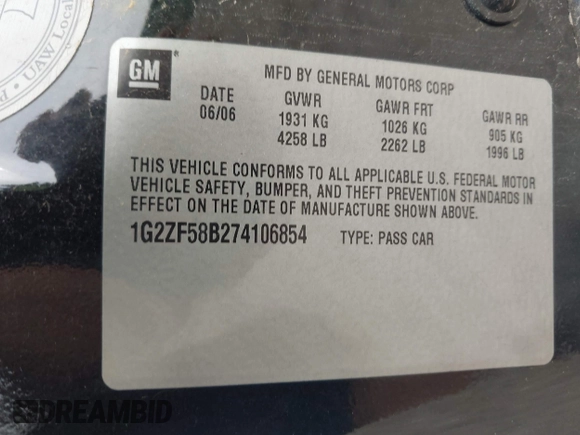 UAW Local
GM®
MFD BY GENERAL MOTORS CORP
DATE GVWR GAWR FRT GAWR RR
06/06 1931 KG 1026 KG 905 KG
4258 LB 2262 LB 1996 LB
THIS VEHICLE CONFORMS TO ALL APPLICABLE U.S. FEDERAL MOTOR
VEHICLE SAFETY, BUMPER, AND THEFT PREVENTION STANDARDS IN
EFFECT ON THE DATE OF MANUFACTURE SHOWN ABOVE.
1G2ZF58B274106854 TYPE: PASS CAR
DREAMBID